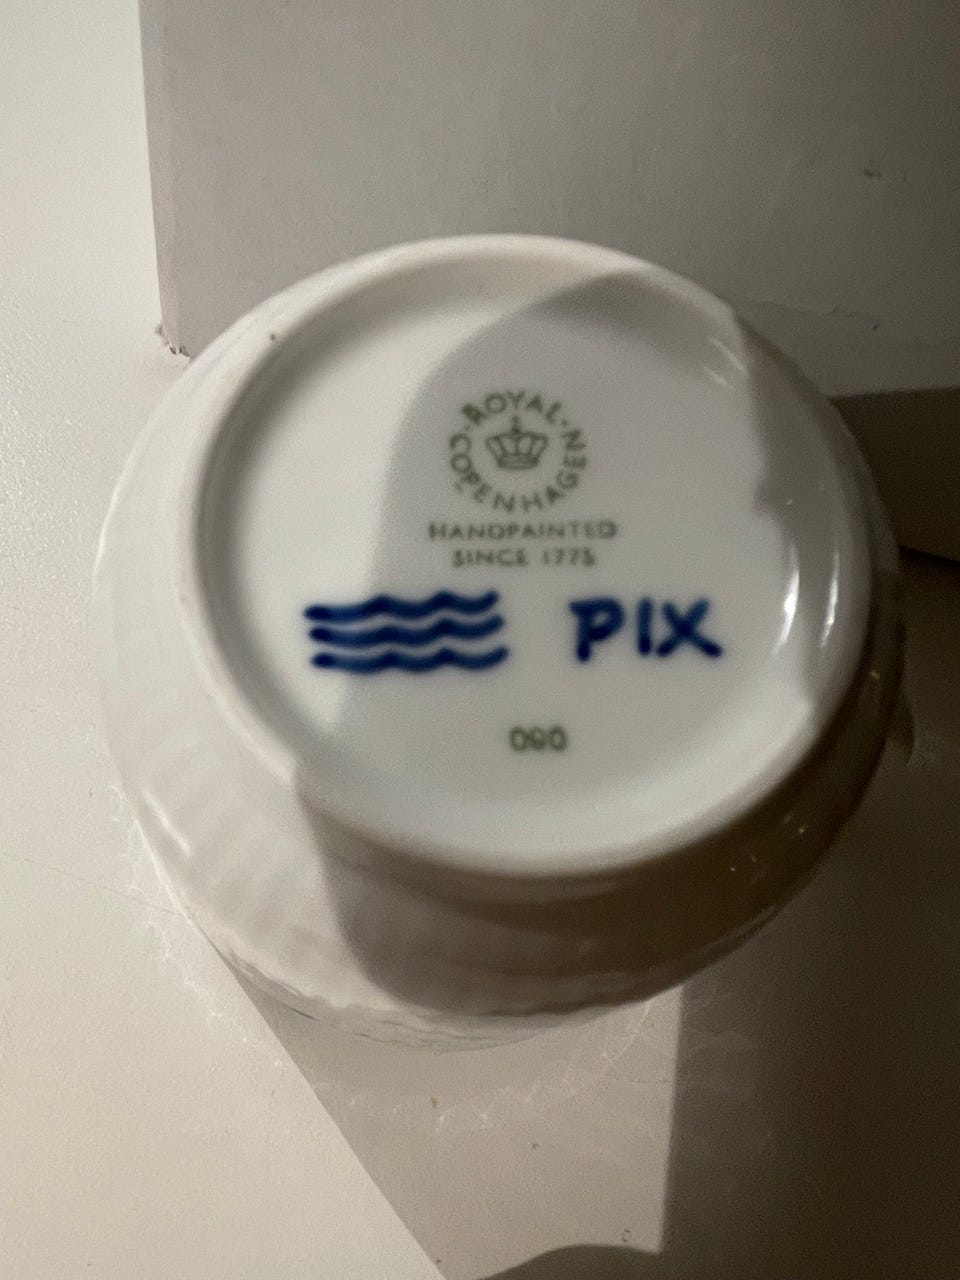 ROYAL COPENHAGEN
HANDPAINTED
SINCE 1775
PIX
090